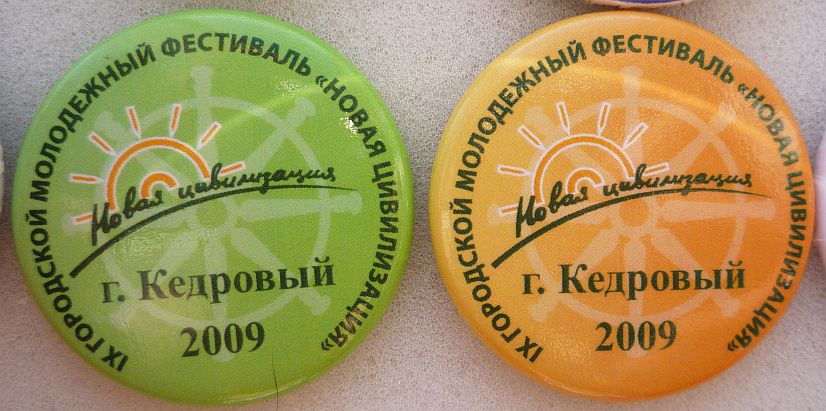 IX ГОРОДСКОЙ МОЛОДЕЖНЫЙ ФЕСТИВАЛЬ «НОВАЯ ЦИВИЛИЗАЦИЯ»
Новая цивилизация
г. Кедровый
2009
IX ГОРОДСКОЙ МОЛОДЕЖНЫЙ ФЕСТИВАЛЬ «НОВАЯ ЦИВИЛИЗАЦИЯ»
Новая цивилизация
г. Кедровый
2009